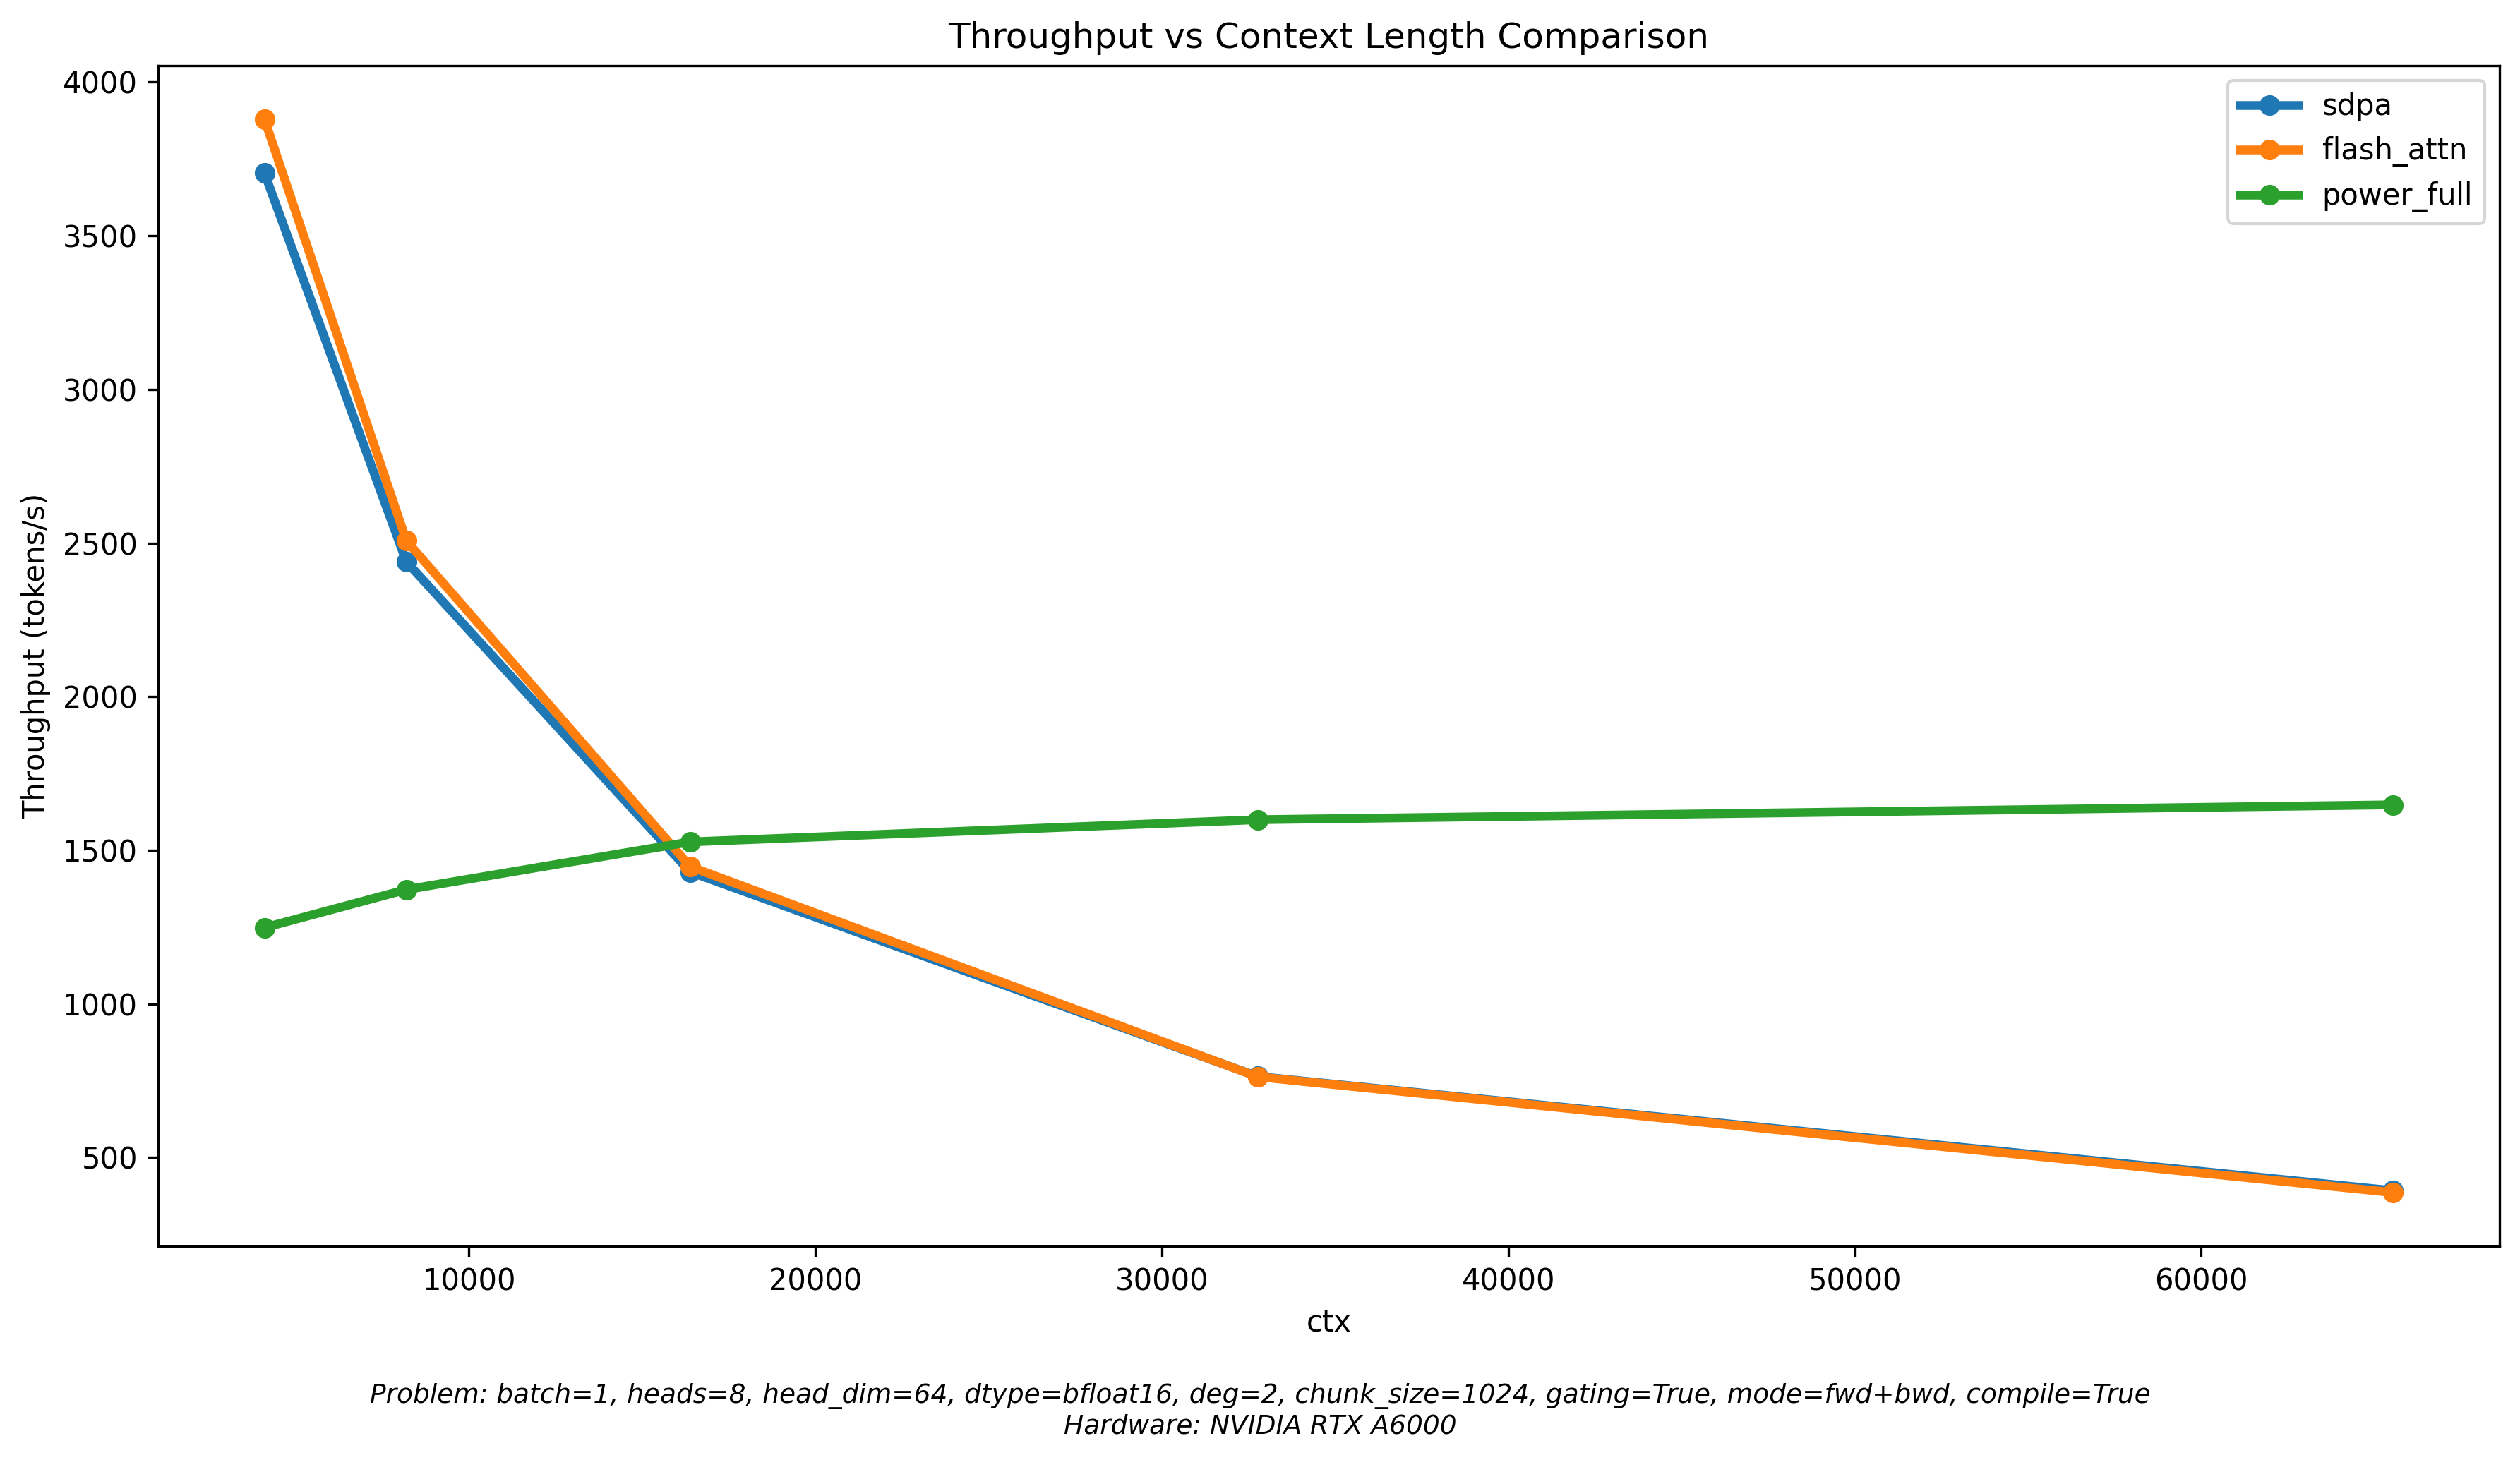 Throughput vs Context Length Comparison
4000
3500
3000
2500
2000
1500
1000
500
Throughput (tokens/s)
sdpa
flash_attn
power_full
10000 20000 30000 40000 50000 60000
ctx
Problem: batch=1, heads=8, head_dim=64, dtype=bfloat16, deg=2, chunk_size=1024, gating=True, mode=fwd+bwd, compile=True
Hardware: NVIDIA RTX A6000